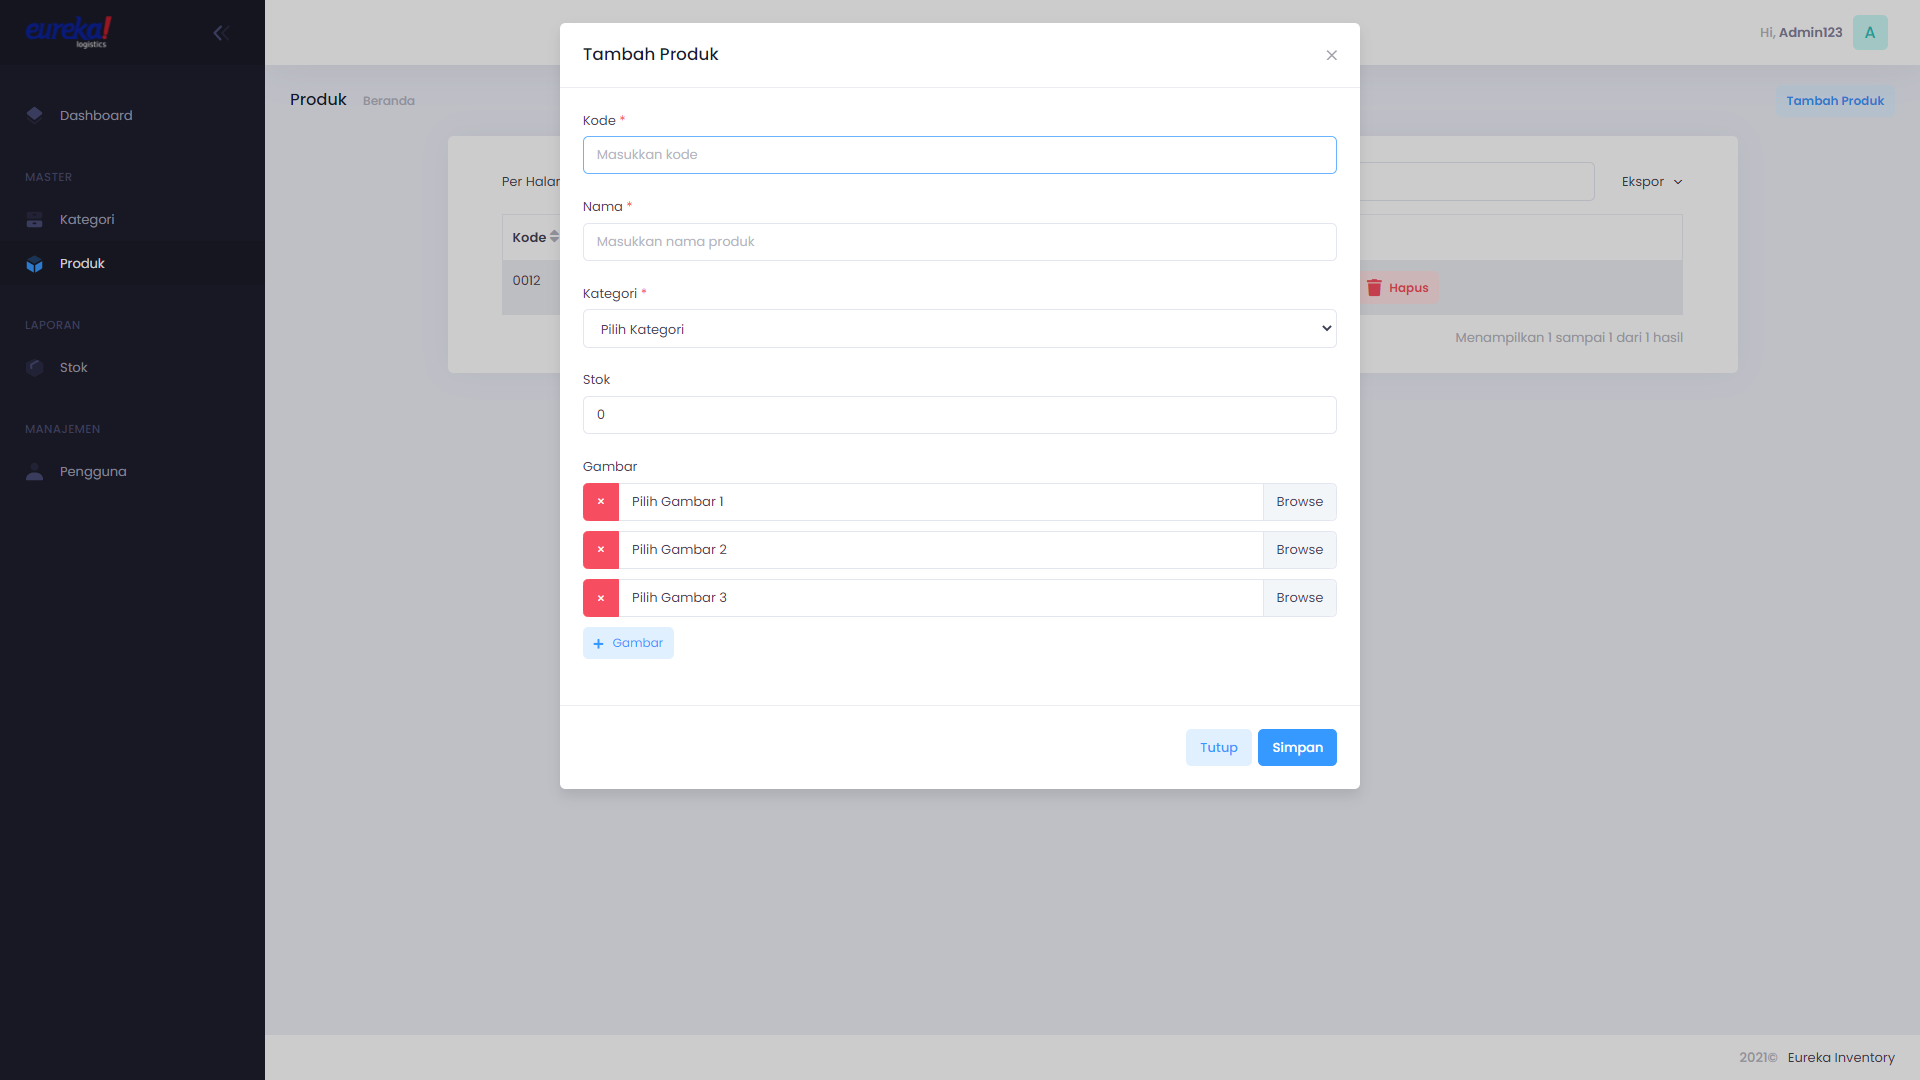 eureka!
logistics
Hi, Admin123
A
Dashboard
MASTER
Kategori
Produk
LAPORAN
Stok
MANAJEMEN
Pengguna
Produk Beranda
Tambah Produk
Per
Ekspor
Kode
0012
Hapus
Menampilkan 1 sampai 1 dari 1 hasil
Tambah Produk
×
Kode *
Masukkan kode
Nama *
Masukkan nama produk
Kategori *
Pilih Kategori
Stok
0
Gambar
× Pilih Gambar 1 Browse
× Pilih Gambar 2 Browse
× Pilih Gambar 3 Browse
+ Gambar
Tutup Simpan
2021© Eureka Inventory